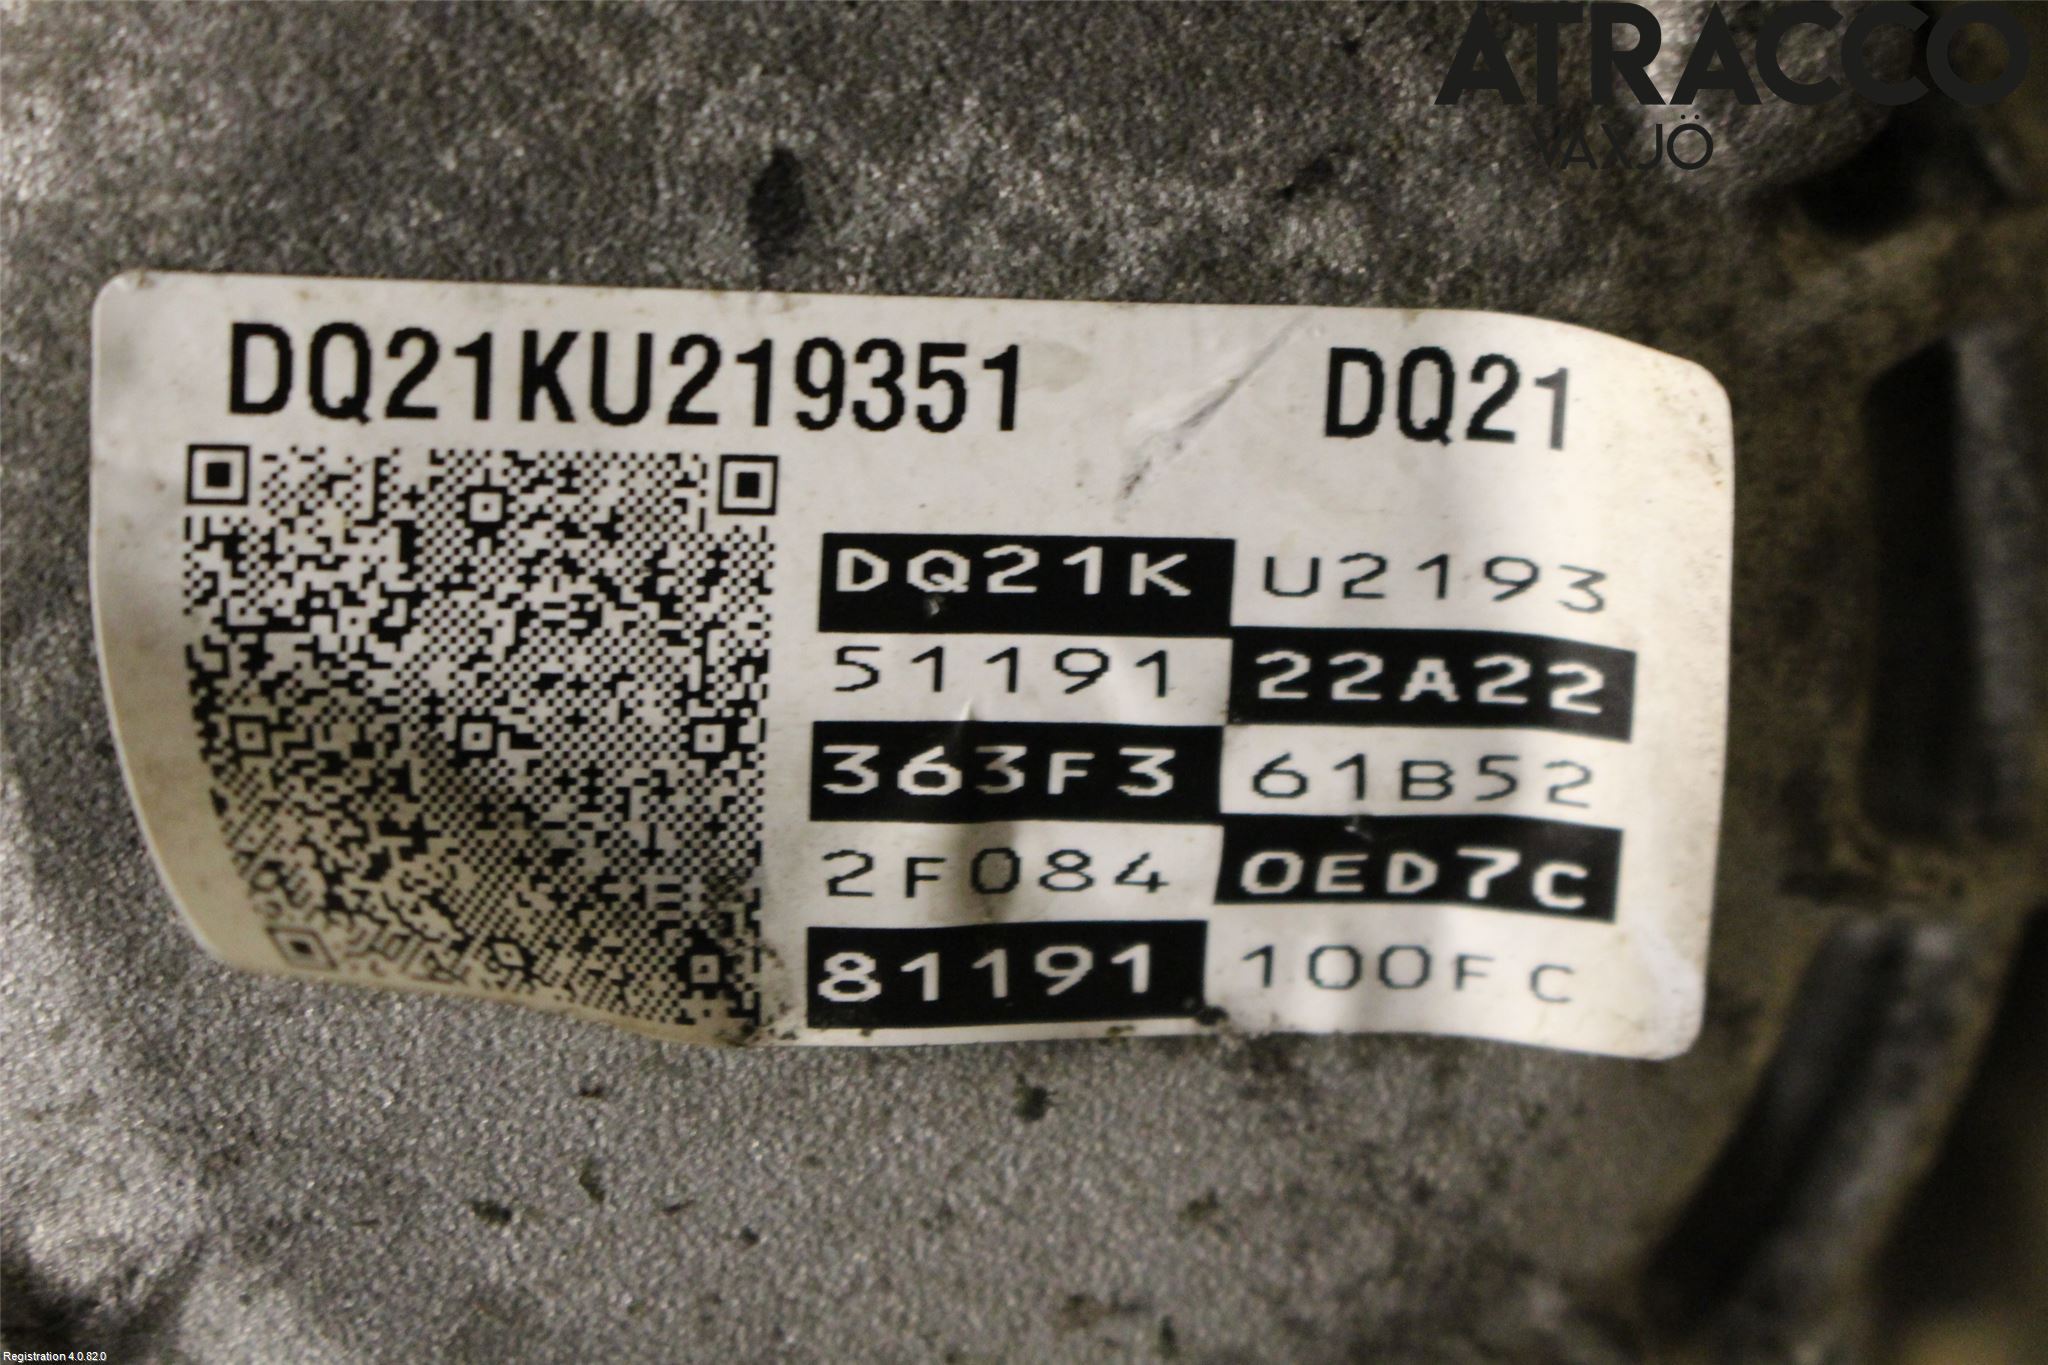 ATRACCO
VÄXJÖ
DQ21KU219351 DQ21
DQ21K U2193
51191 22A22
363F3 61B52
2F084 0ED7C
81191 100FC
Registration 4.0.82.0